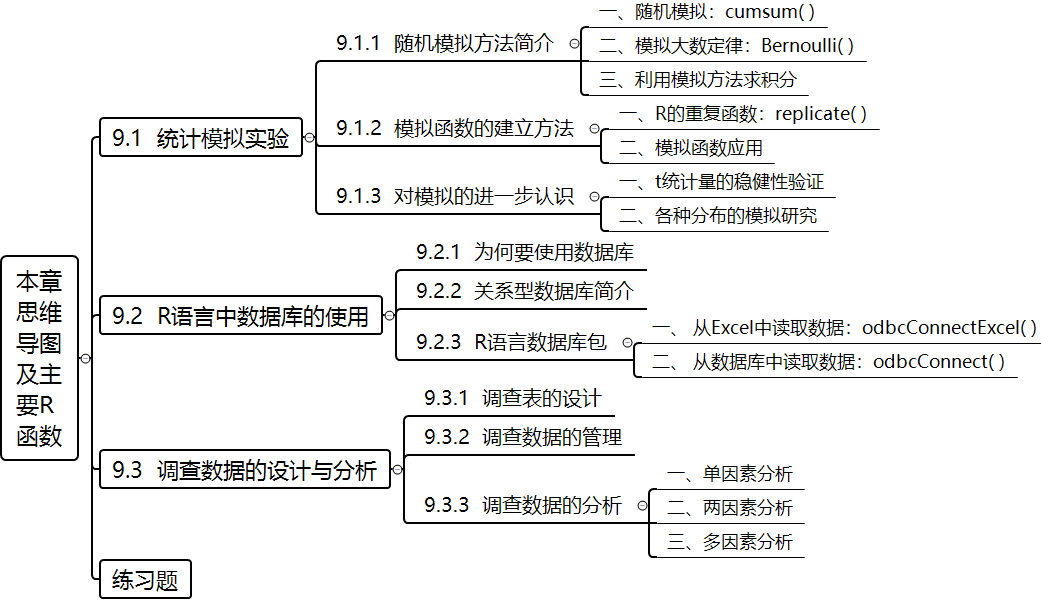 本章
思维
导图
及主
要R
函数
9.1 统计模拟实验
9.1.1 随机模拟方法简介
一、随机模拟：cumsum( )
二、模拟大数定律：Bernoulli( )
三、利用模拟方法求积分
9.1.2 模拟函数的建立方法
一、R的重复函数：replicate( )
二、模拟函数应用
9.1.3 对模拟的进一步认识
一、t统计量的稳健性验证
二、各种分布的模拟研究
9.2 R语言中数据库的使用
9.2.1 为何要使用数据库
9.2.2 关系型数据库简介
9.2.3 R语言数据库包
一、 从Excel中读取数据：odbcConnectExcel( )
二、 从数据库中读取数据：odbcConnect( )
9.3 调查数据的设计与分析
9.3.1 调查表的设计
9.3.2 调查数据的管理
9.3.3 调查数据的分析
一、单因素分析
二、两因素分析
三、多因素分析
练习题